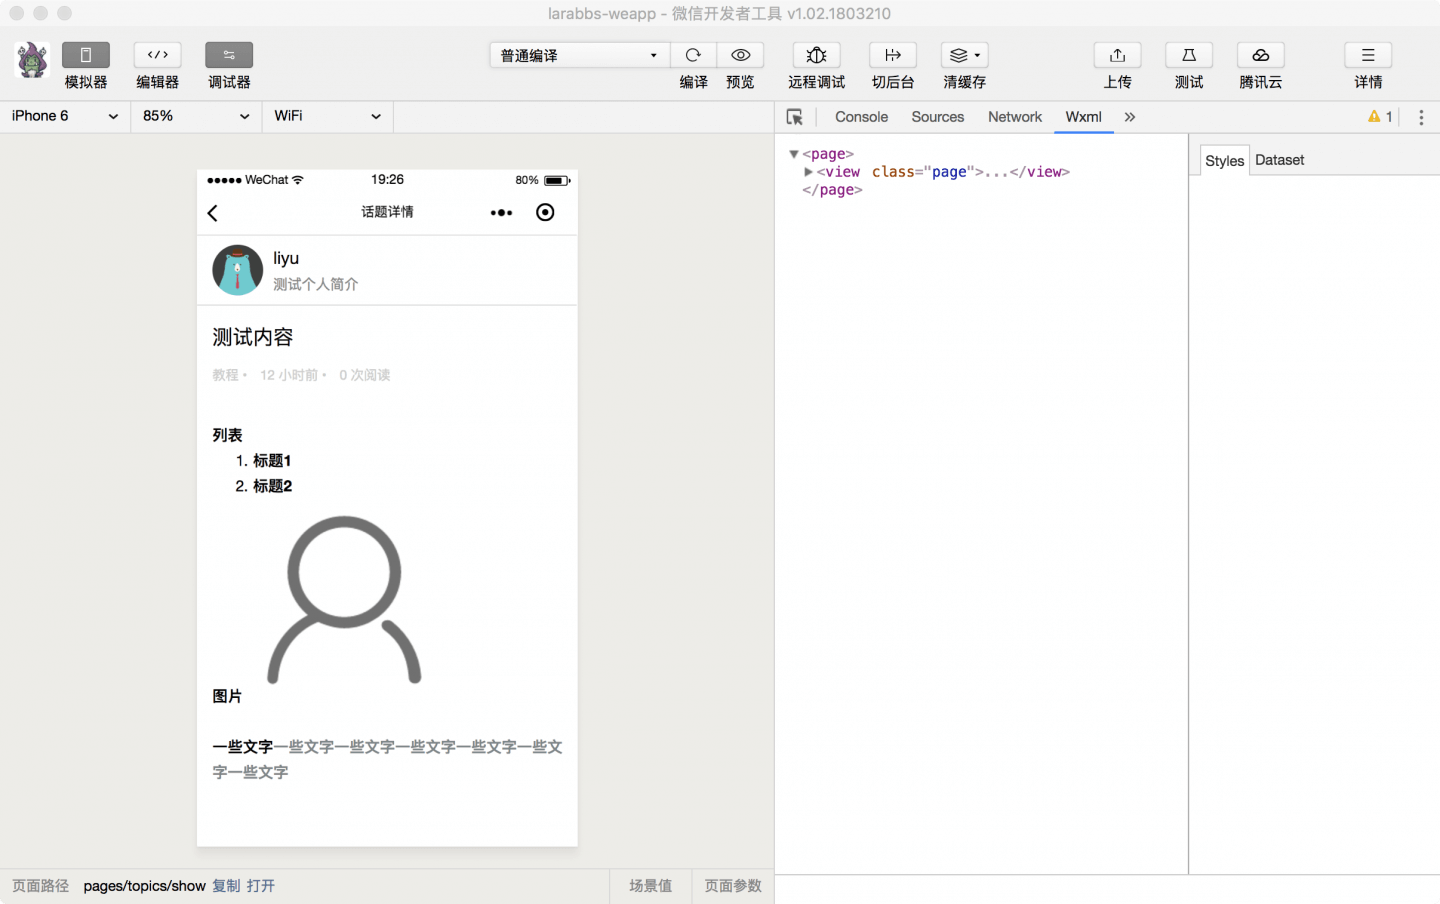 larabbs-weapp - 微信开发者工具 v1.02.1803210
模拟器 编辑器 调试器 普通编译 编译 预览 远程调试 切后台 清缓存 上传 测试 腾讯云 详情
iPhone 6 85% WiFi
Console Sources Network Wxml » 1
WeChat 19:26 80%
话题详情
liyu
测试个人简介
测试内容
教程 • 12 小时前 • 0 次阅读
列表
1. 标题1
2. 标题2
图片
一些文字一些文字一些文字一些文字一些文字一些文
字一些文字
<page>
<view class="page">...</view>
</page>
Styles Dataset
页面路径 pages/topics/show 复制 打开 场景值 页面参数